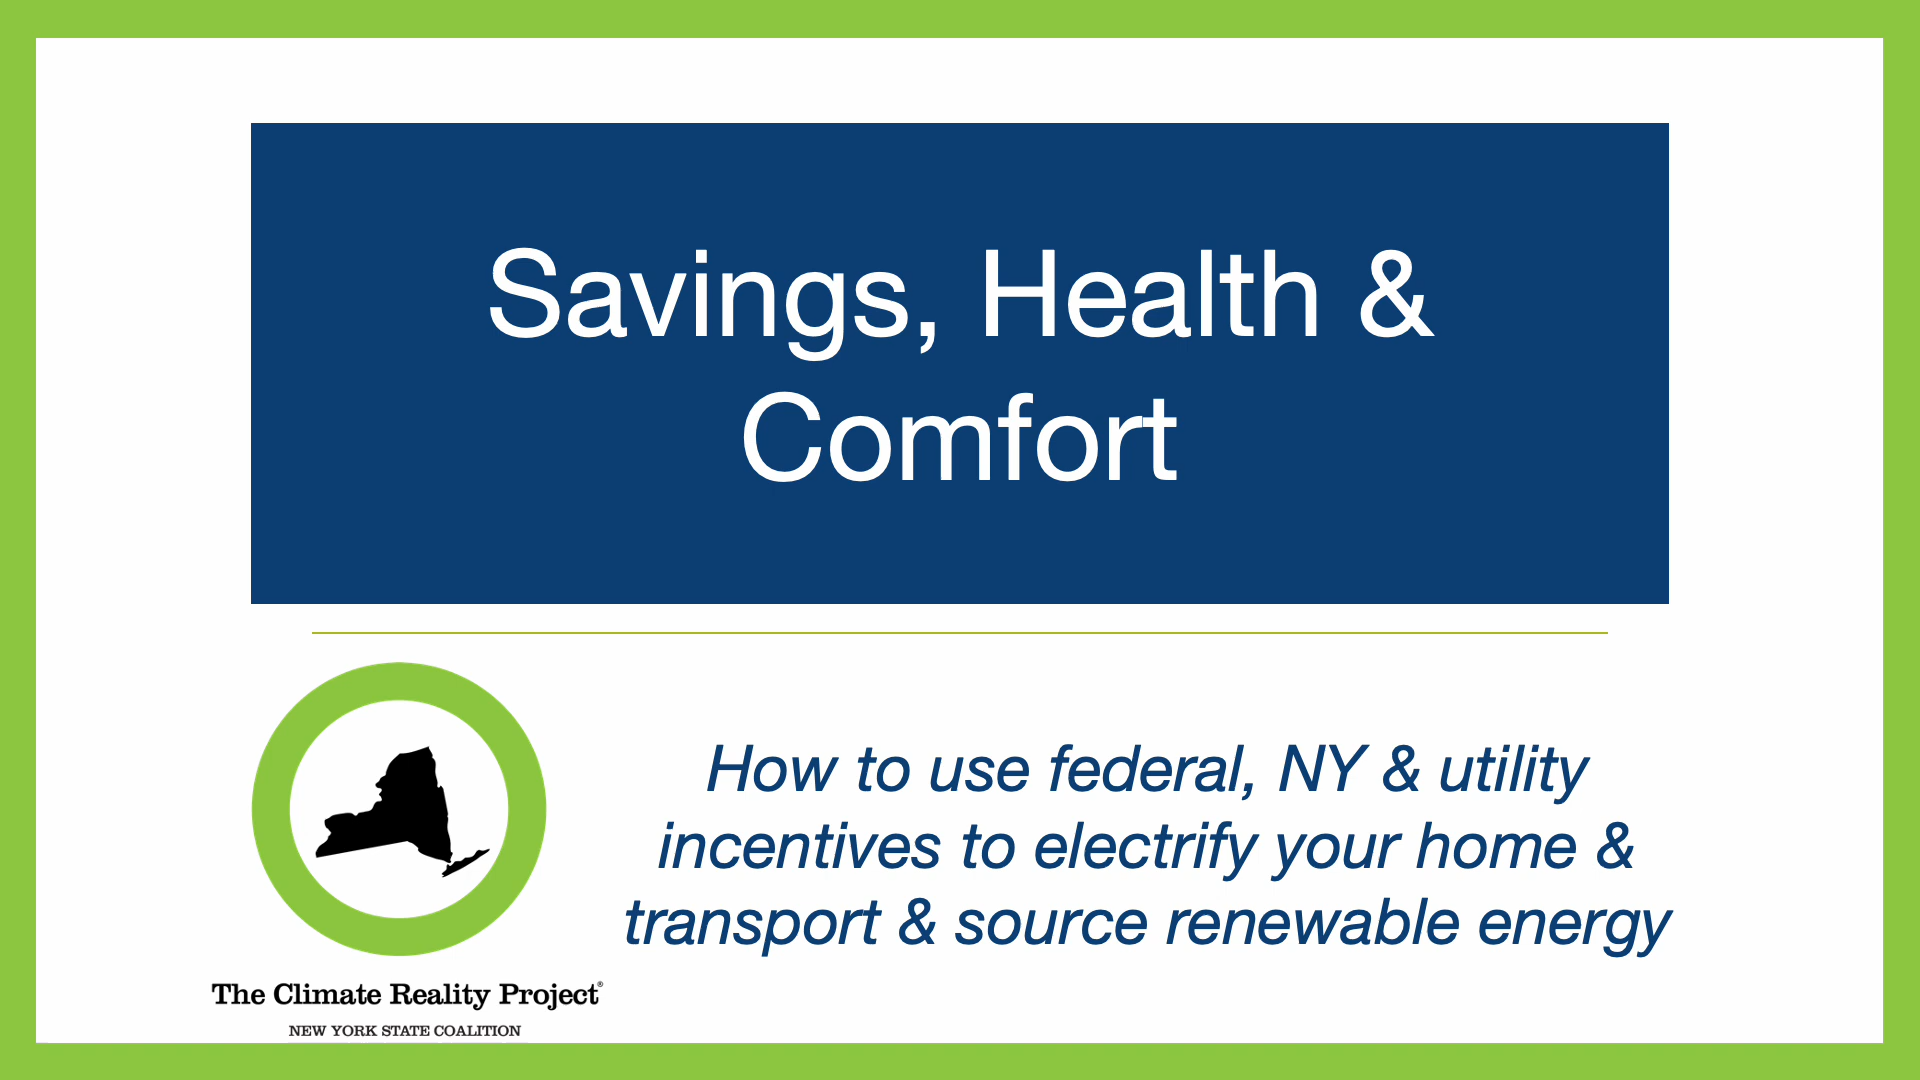 Savings, Health &
Comfort
How to use federal, NY & utility
incentives to electrify your home &
transport & source renewable energy
The Climate Reality Project®
NEW YORK STATE COALITION